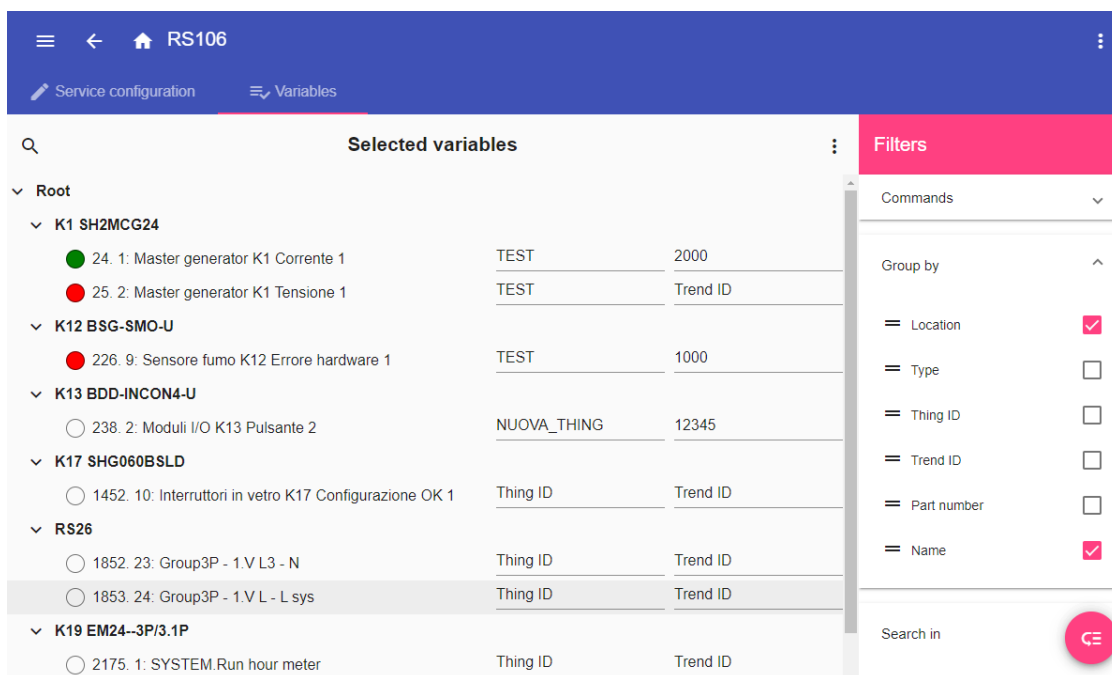 RS106
Service configuration
Variables
Selected variables
Root
K1 SH2MCG24
24. 1: Master generator K1 Corrente 1 TEST 2000
25. 2: Master generator K1 Tensione 1 TEST Trend ID
K12 BSG-SMO-U
226. 9: Sensore fumo K12 Errore hardware 1 TEST 1000
K13 BDD-INCON4-U
238. 2: Moduli I/O K13 Pulsante 2 NUOVA_THING 12345
K17 SHG060BSLD
1452. 10: Interruttori in vetro K17 Configurazione OK 1 Thing ID Trend ID
RS26
1852. 23: Group3P - 1.V L3 - N Thing ID Trend ID
1853. 24: Group3P - 1.V L - L sys Thing ID Trend ID
K19 EM24--3P/3.1P
2175. 1: SYSTEM.Run hour meter Thing ID Trend ID
Filters
Commands
Group by
Location
Type
Thing ID
Trend ID
Part number
Name
Search in